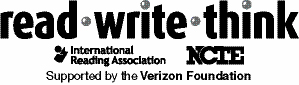 read·write·think
International
Reading Association
NCTE
Supported by the Verizon Foundation